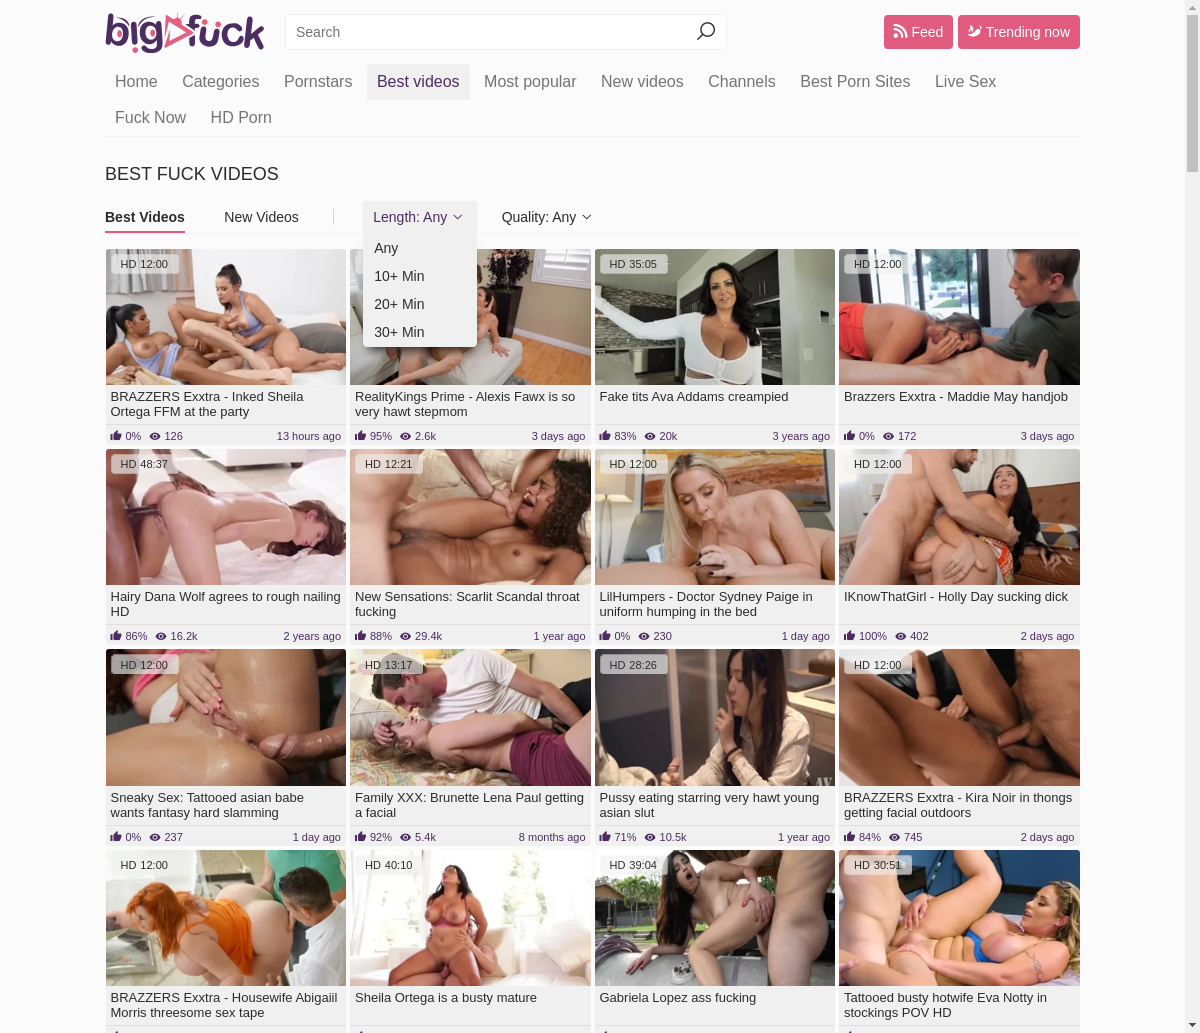 bigfuck
Search
Feed
Trending now
Home Categories Pornstars Best videos Most popular New videos Channels Best Porn Sites Live Sex
Fuck Now HD Porn
BEST FUCK VIDEOS
Best Videos New Videos Length: Any Quality: Any
Any
10+ Min
20+ Min
30+ Min
HD 12:00
HD 35:05
HD 12:00
BRAZZERS Exxtra - Inked Sheila
Ortega FFM at the party
0% 126 13 hours ago
RealityKings Prime - Alexis Fawx is so
very hawt stepmom
95% 2.6k 3 days ago
Fake tits Ava Addams creampied
83% 20k 3 years ago
Brazzers Exxtra - Maddie May handjob
0% 172 3 days ago
HD 48:37
HD 12:21
HD 12:00
HD 12:00
Hairy Dana Wolf agrees to rough nailing
HD
86% 16.2k 2 years ago
New Sensations: Scarlit Scandal throat
fucking
88% 29.4k 1 year ago
LilHumpers - Doctor Sydney Paige in
uniform humping in the bed
0% 230 1 day ago
IKnowThatGirl - Holly Day sucking dick
100% 402 2 days ago
HD 12:00
HD 13:17
HD 28:26
HD 12:00
AV
Sneaky Sex: Tattooed asian babe
wants fantasy hard slamming
0% 237 1 day ago
Family XXX: Brunette Lena Paul getting
a facial
92% 5.4k 8 months ago
Pussy eating starring very hawt young
asian slut
71% 10.5k 1 year ago
BRAZZERS Exxtra - Kira Noir in thongs
getting facial outdoors
84% 745 2 days ago
HD 12:00
HD 40:10
HD 39:04
HD 30:51
BRAZZERS Exxtra - Housewife Abigaiil
Morris threesome sex tape
Sheila Ortega is a busty mature
Gabriela Lopez ass fucking
Tattooed busty hotwife Eva Notty in
stockings POV HD